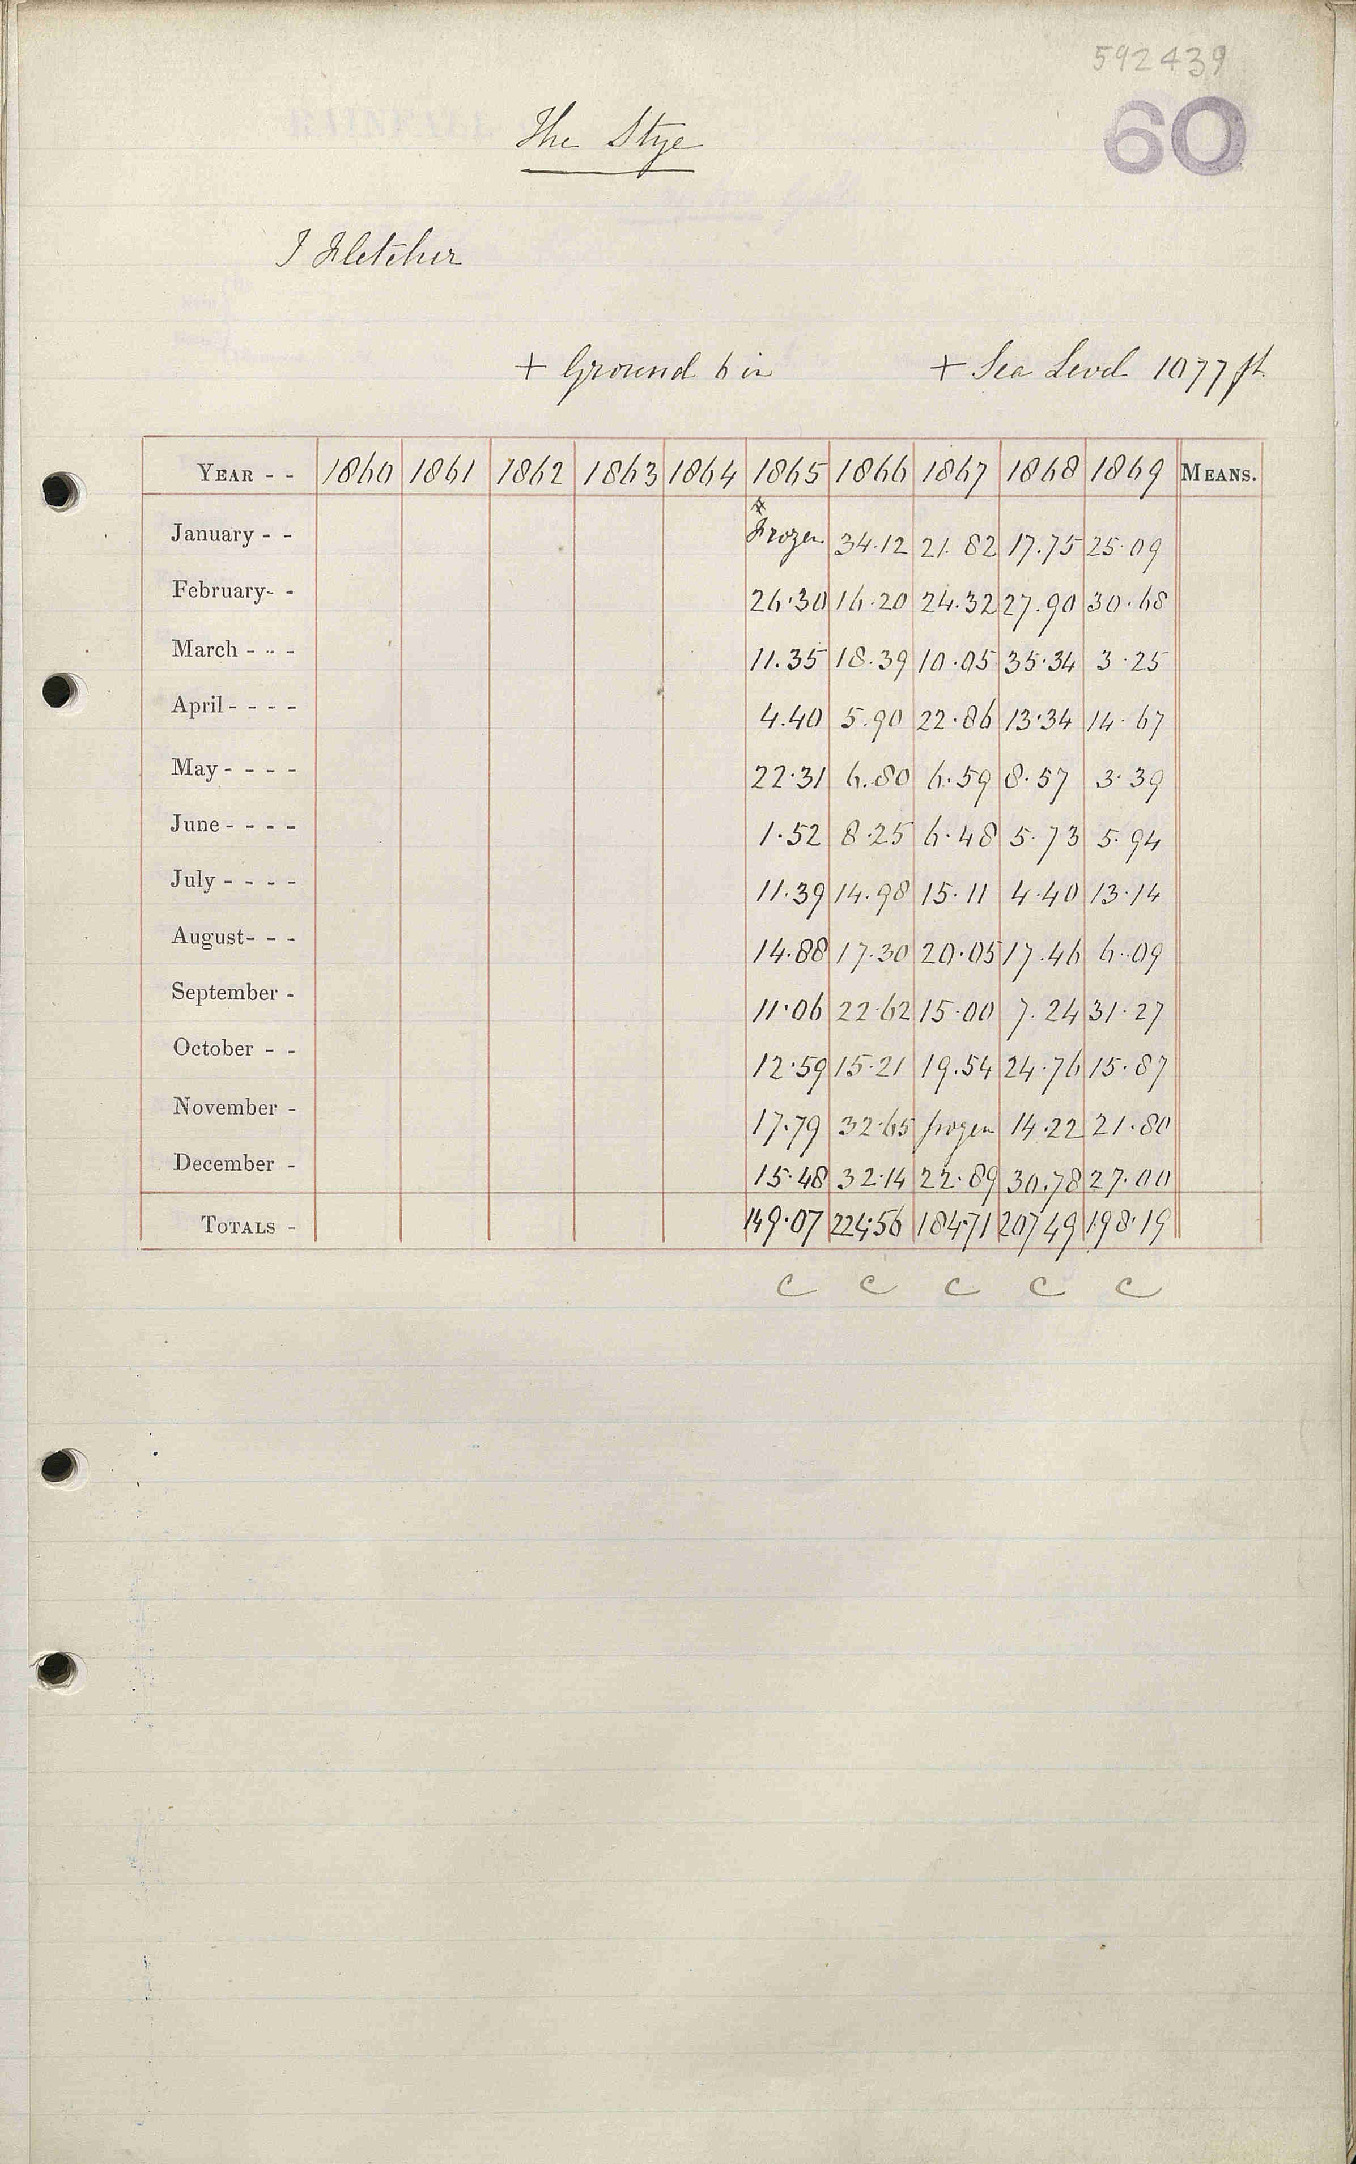 592439
60
The Stye
I Fletcher
+ Ground 6 in + Sea Level 1077 ft
YEAR - - 1860 1861 1862 1863 1864 1865 1866 1867 1868 1869 MEANS.
January - - * Frozen 34.12 21.82 17.75 25.09
February- - 26.30 16.20 24.32 27.90 30.68
March - - - 11.35 18.39 10.05 35.34 3.25
April - - - - 4.40 5.90 22.86 13.34 14.67
May - - - - 22.31 6.80 6.59 8.57 3.39
June - - - - 1.52 8.25 6.48 5.73 5.94
July - - - - 11.39 14.98 15.11 4.40 13.14
August- - - 14.88 17.30 20.05 17.46 6.09
September - 11.06 22.62 15.00 7.24 31.27
October - - 12.59 15.21 19.54 24.76 15.87
November - 17.79 32.65 frozen 14.22 21.80
December - 15.48 32.14 22.89 30.78 27.00
TOTALS - 149.07 224.56 184.71 207.49 198.19
c c c c c